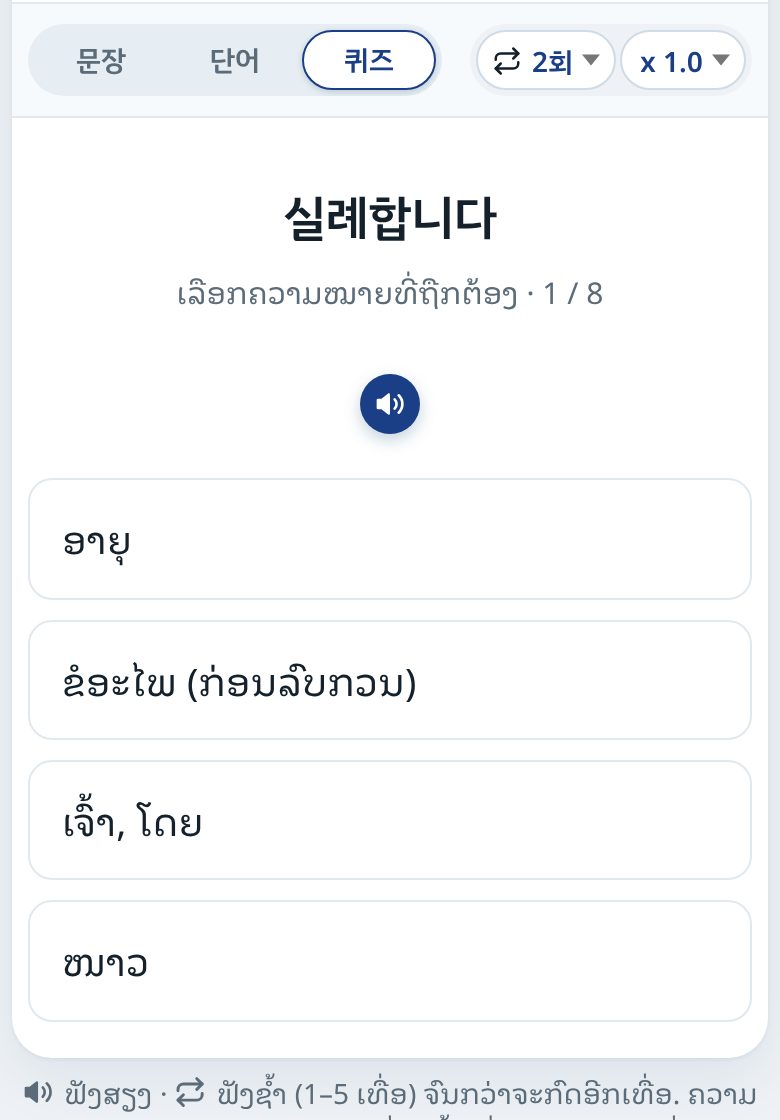 문장 단어 퀴즈 2회 x 1.0
실례합니다
ເລືອກຄວາມໝາຍທີ່ຖືກຕ້ອງ · 1 / 8
ອາຍຸ
ຂໍອະໄພ (ກ່ອນລົບກວນ)
ເຈົ້າ, ໂດຍ
ໜາວ
ຟັງສຽງ · ຟັງຊ້ຳ (1–5 ເທື່ອ) ຈົນກວ່າຈະກົດອີກເທື່ອ. ຄວາມ